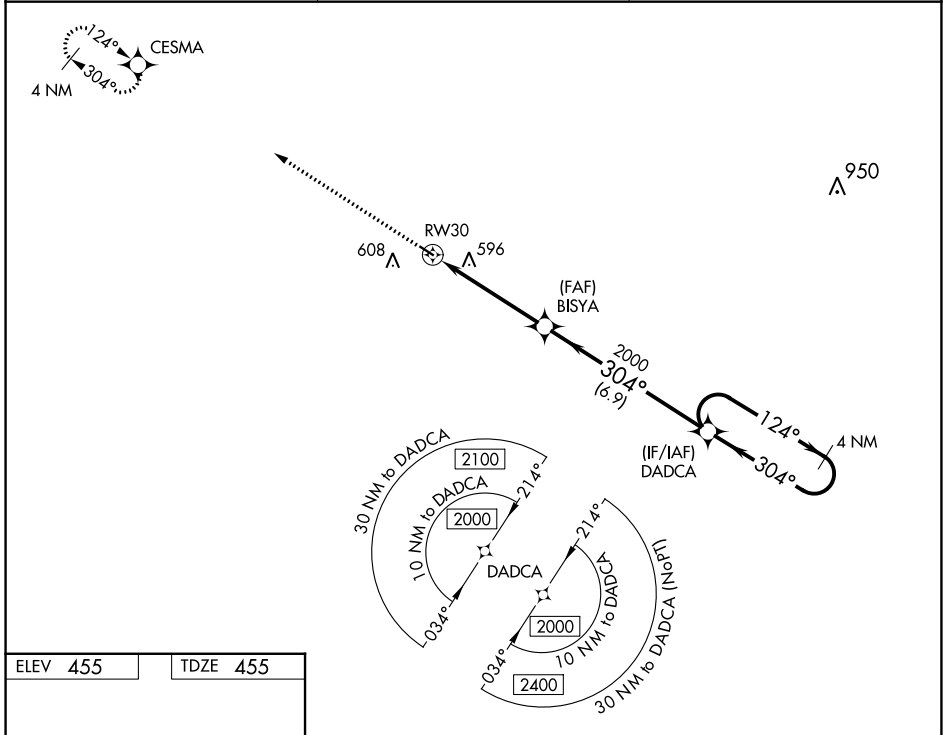 124°
CESMA
304°
4 NM
950
RW30
608
596
(FAF)
BISYA
2000
304°
(6.9)
124°
4 NM
(IF/IAF)
DADCA
304°
30 NM to DADCA
2100
214°
10 NM to DADCA
2000
214°
DADCA
034°
2000
10 NM to DADCA
034°
2400
30 NM to DADCA (NoPT)
ELEV 455
TDZE 455